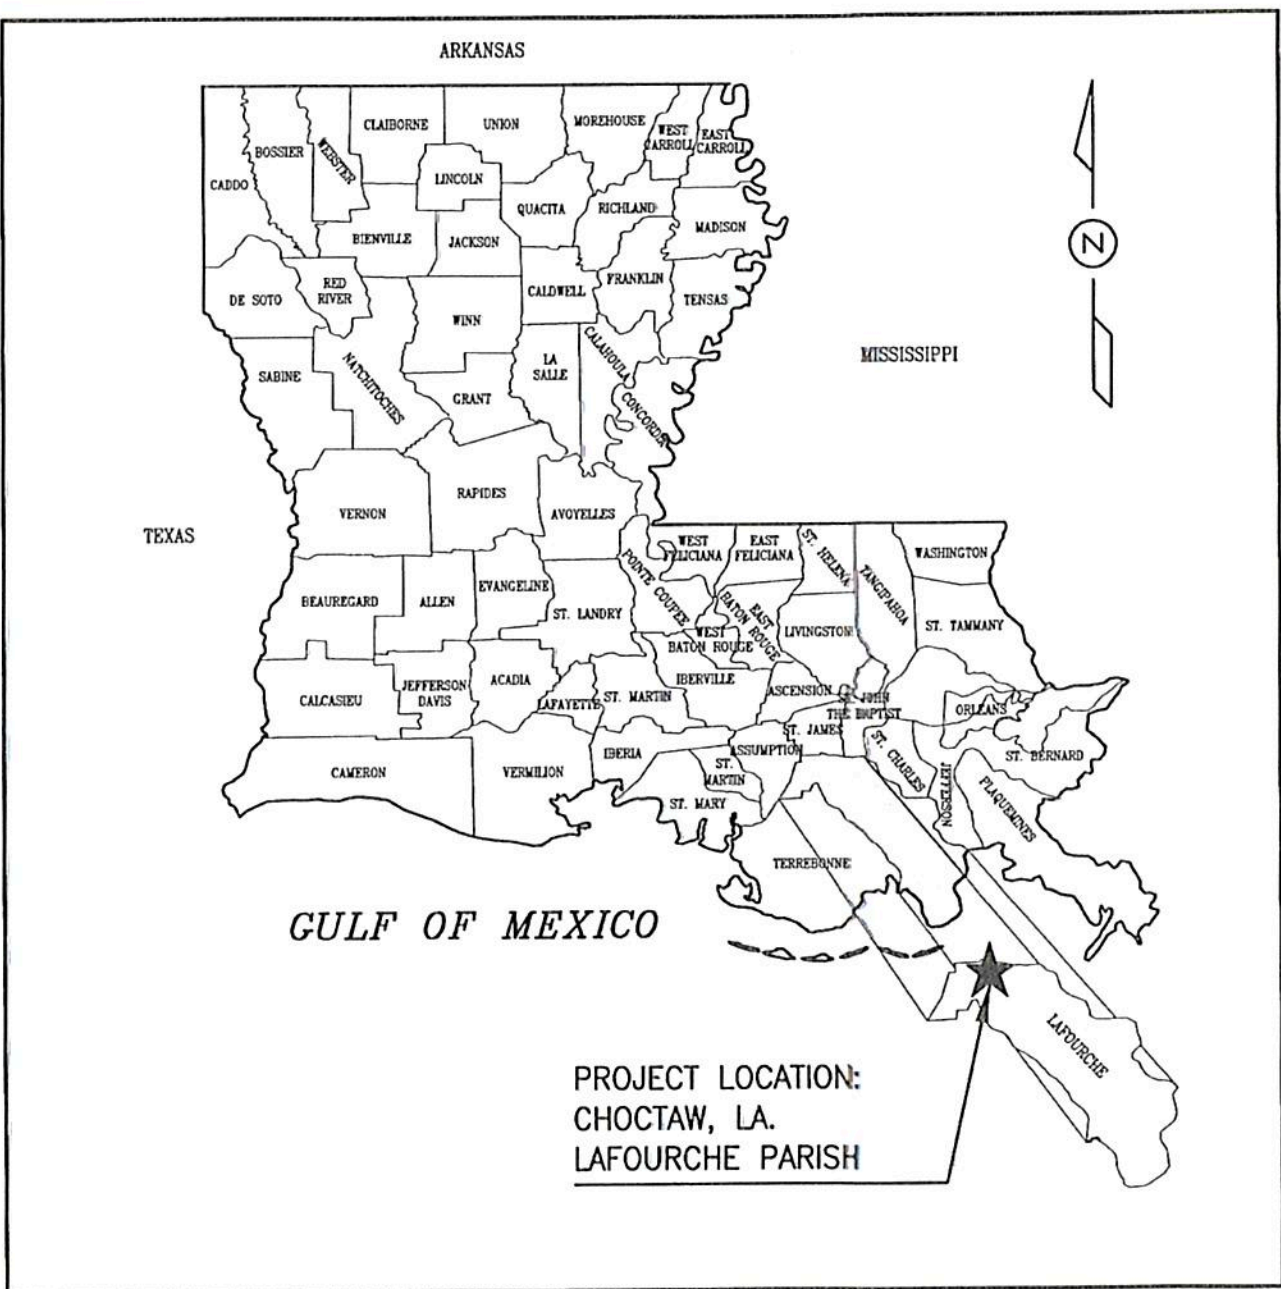 ARKANSAS
CLAIBORNE
UNION
MOREHOUSE
WEST
CARROLL
EAST
CARROLL
BOSSIER
WEBSTER
CADDO
LINCOLN
QUACITA
RICHLAND
MADISON
BIENVILLE
JACKSON
N
DE SOTO
RED
RIVER
CALDWELL
FRANKLIN
TENSAS
WINN
MISSISSIPPI
SABINE
NATCHITOCHES
LA
SALLE
CALAHOULA
GRANT
CONCORDIA
TEXAS
VERNON
RAPIDES
AVOYELLES
WEST
FELICIANA
EAST
FELICIANA
ST. HELENA
TANGIPAHOA
WASHINGTON
BEAUREGARD
ALLEN
EVANGELINE
ST. LANDRY
POINTE COUPEE
WEST
BATON ROUGE
EAST
BATON ROUGE
LIVINGSTON
ST. TAMMANY
CALCASIEU
JEFFERSON
DAVIS
ACADIA
LAFAYETTE
ST. MARTIN
IBERVILLE
ASCENSION
ST. JOHN
THE BAPTIST
ORLEANS
ST. JAMES
CAMERON
VERMILION
IBERIA
ST.
MARTIN
ASSUMPTION
ST. CHARLES
JEFFERSON
PLAQUEMINES
ST. BERNARD
ST. MARY
TERREBONNE
GULF OF MEXICO
LAFOURCHE
PROJECT LOCATION:
CHOCTAW, LA.
LAFOURCHE PARISH